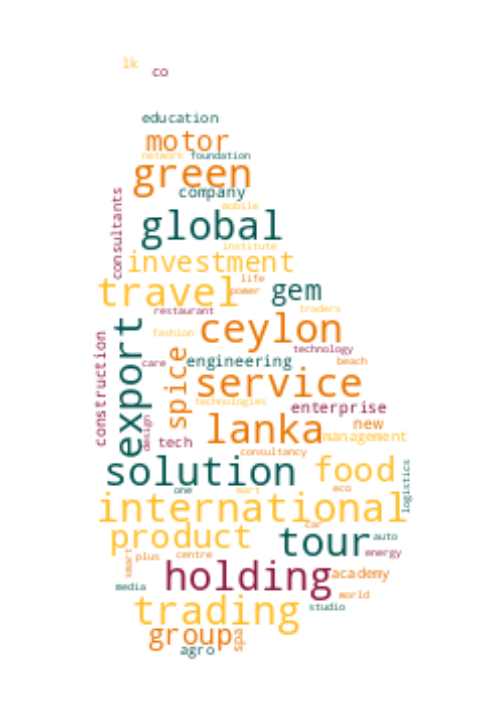 lk
co
education
motor
network foundation
green
company
consultants
mobile
global
institute
investment
life
travel
power
gem
restaurant
traders
export
construction
fashion
ceylon
technology
care
engineering
beach
spice
service
technologies
enterprise
design
lanka
new
tech
management
consultancy
solution
food
logistics
one
mart
eco
international
car
product
tour
auto
smart
plus
centre
energy
holding
academy
media
world
trading
studio
group
spa
agro